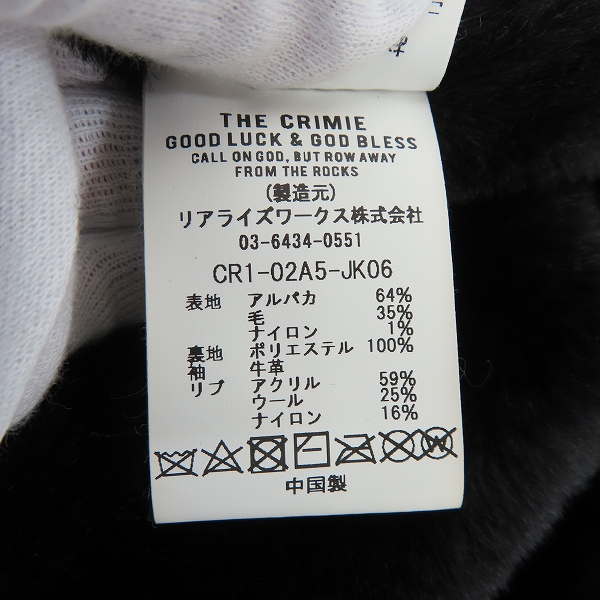 THE CRIMIE
GOOD LUCK & GOD BLESS
CALL ON GOD, BUT ROW AWAY
FROM THE ROCKS
(製造元)
リアライズワークス株式会社
03-6434-0551
CR1-02A5-JK06
表地 アルパカ 64%
毛 35%
ナイロン 1%
裏地 ポリエステル 100%
袖 牛革
リブ アクリル 59%
ウール 25%
ナイロン 16%
中国製